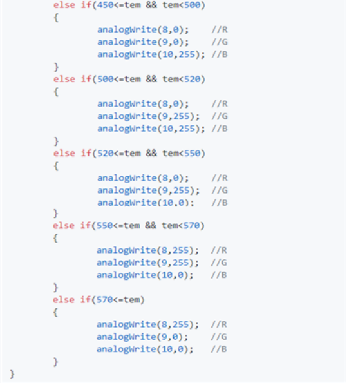 else if(450<=tem && tem<500)
{
analogWrite(8,0); //R
analogWrite(9,0); //G
analogWrite(10,255); //B
}
else if(500<=tem && tem<520)
{
analogWrite(8,0); //R
analogWrite(9,255); //G
analogWrite(10,255); //B
}
else if(520<=tem && tem<550)
{
analogWrite(8,0); //R
analogWrite(9,255); //G
analogWrite(10.0): //B
}
else if(550<=tem && tem<570)
{
analogWrite(8,255); //R
analogWrite(9,255); //G
analogWrite(10,0); //B
}
else if(570<=tem)
{
analogWrite(8,255); //R
analogWrite(9,0); //G
analogWrite(10,0); //B
}
}